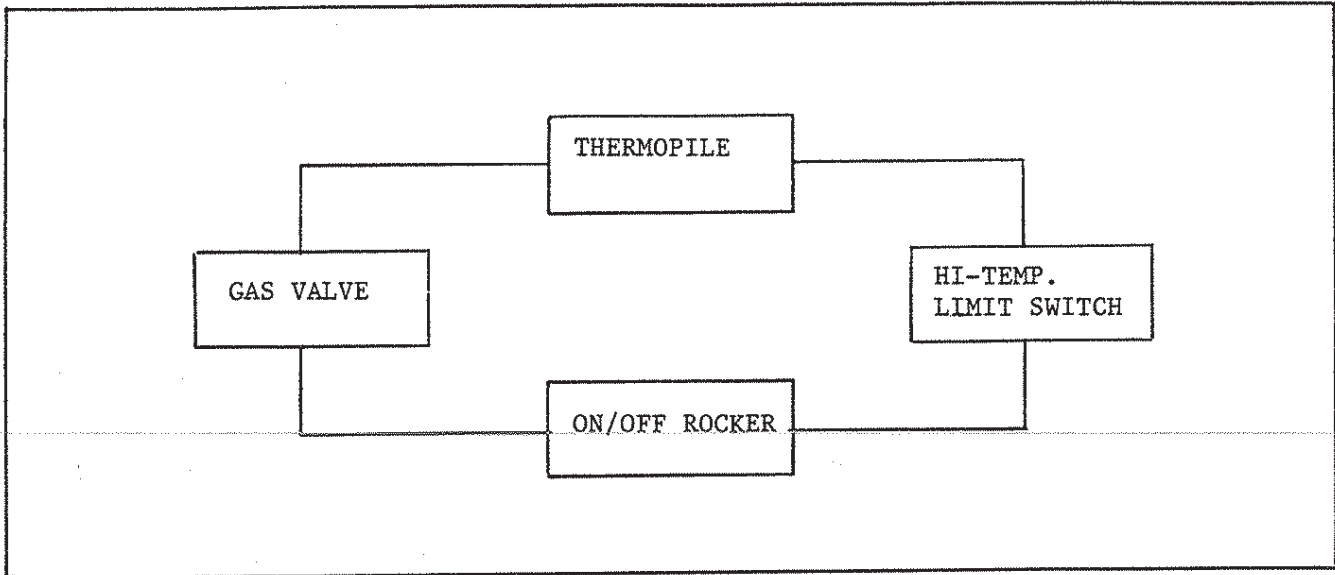 THERMOPILE
GAS VALVE
HI-TEMP.
LIMIT SWITCH
ON/OFF ROCKER